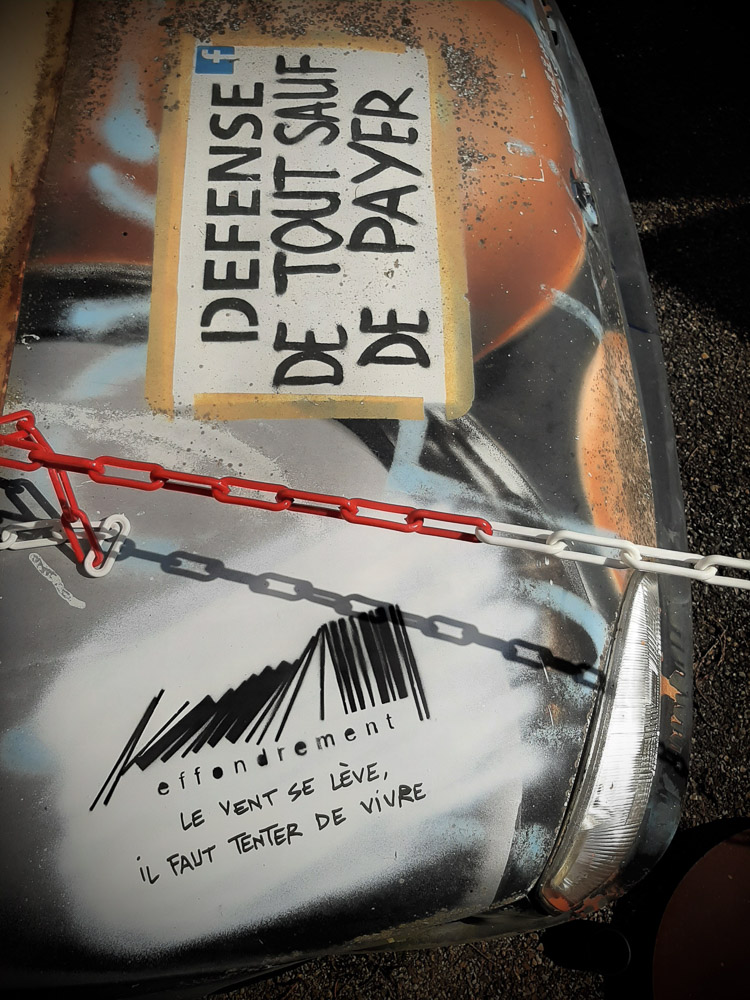 f
DEFENSE
DE TOUT SAUF
DE PAYER
effondrement
LE VENT SE LÈVE,
iL FAUT TENTER DE ViVRE